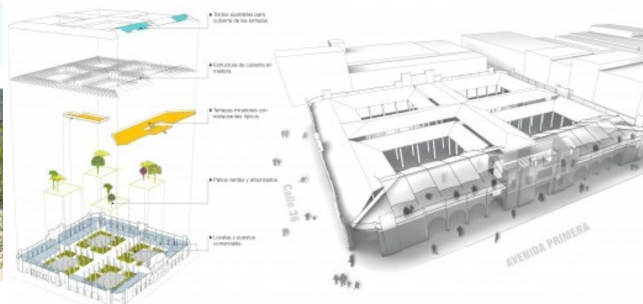 Toldos ajustables para
cubierta de las terrazas.
Estructura de cubierta en
madera.
Terrazas miradores con
restaurantes típicos.
Patios verdes y arborizados.
Locales y puestos
comerciales.
Calle 36
AVENIDA PRIMERA